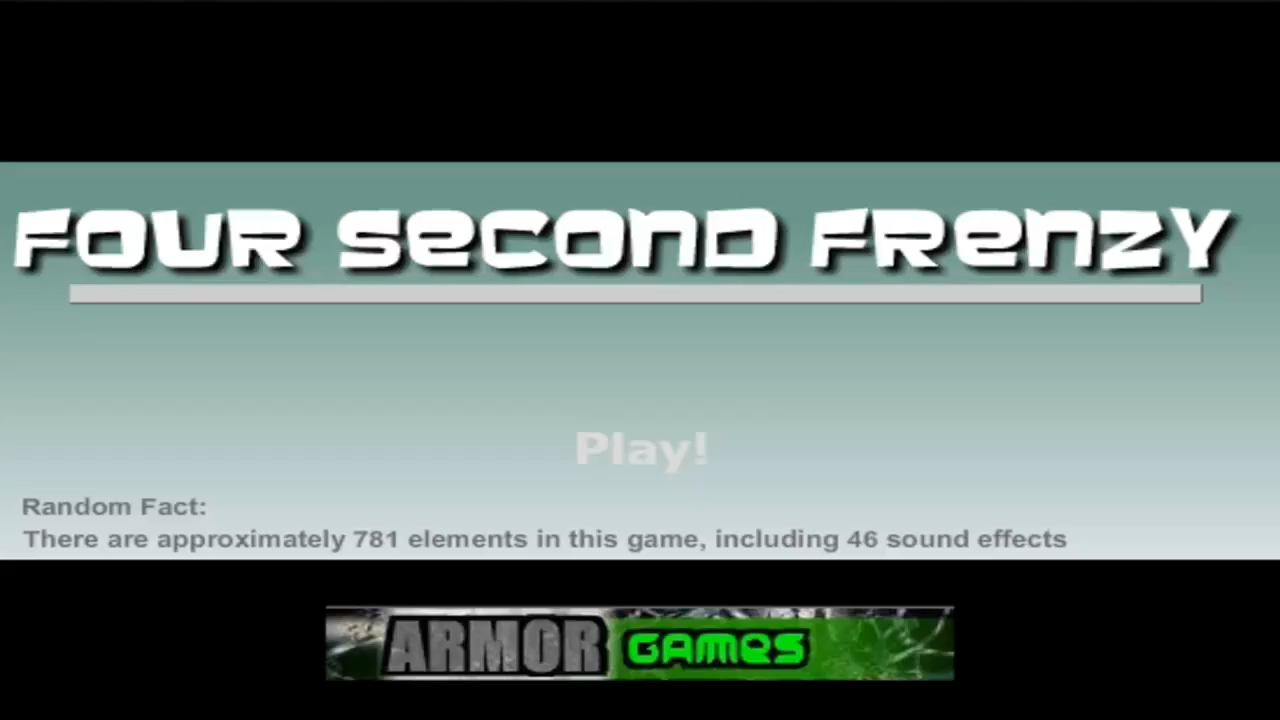 FOUR SECOND FRENZY
Play!
Random Fact:
There are approximately 781 elements in this game, including 46 sound effects
ARMOR GAMES